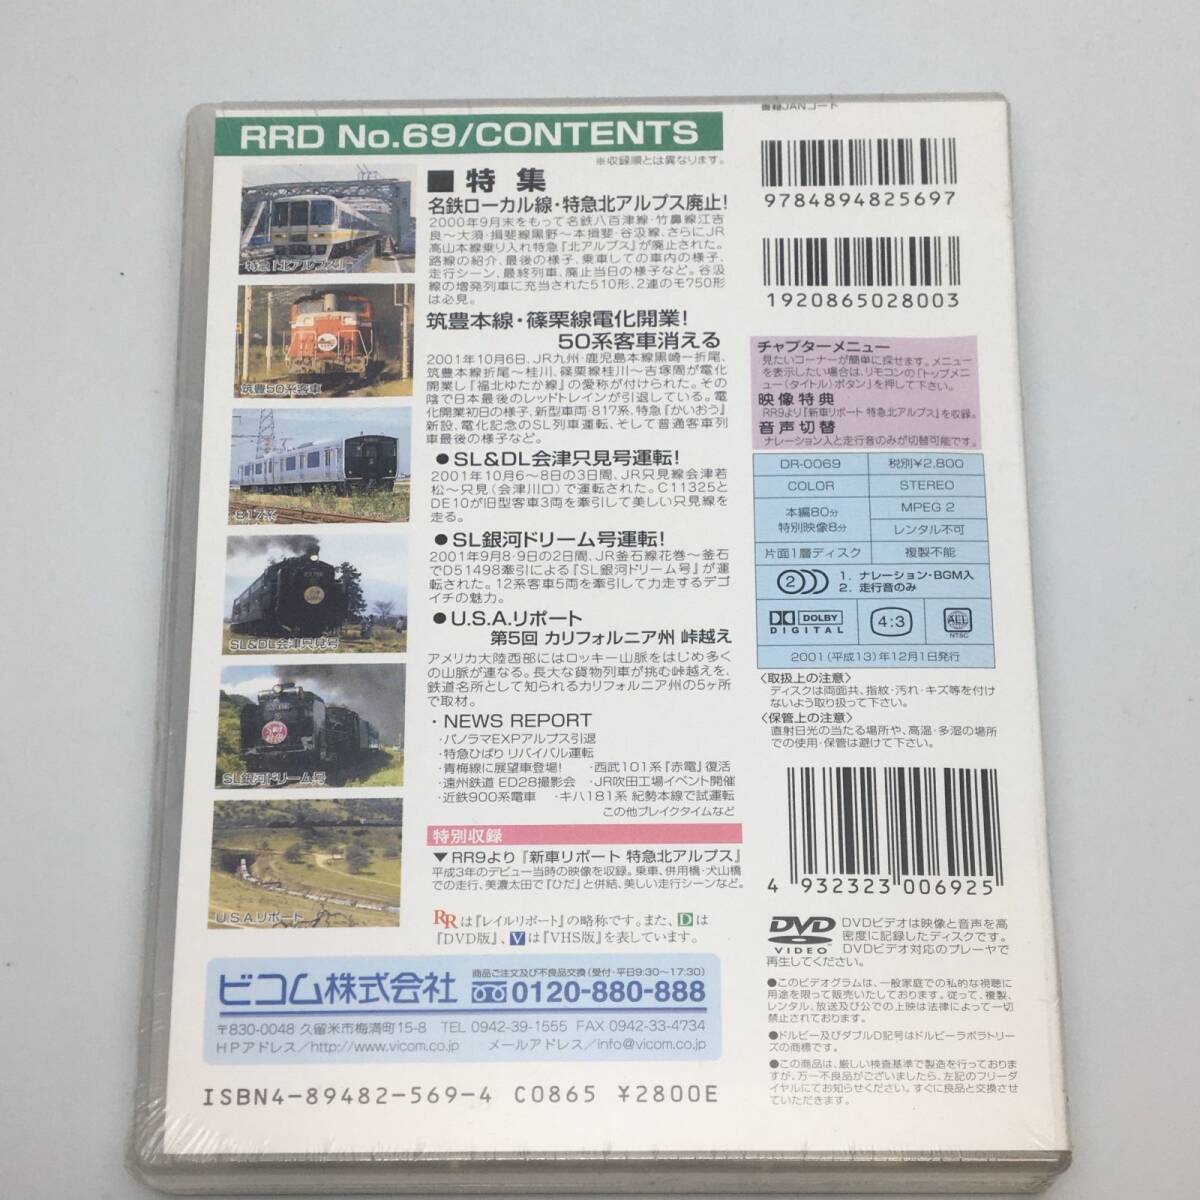 RRD No.69/CONTENTS
※収録順とは異なります。
■ 特 集
名鉄ローカル線・特急北アルプス廃止!
2000年9月末をもって名鉄八百津線・竹鼻線江吉
良〜大須・揖斐線黒野〜本揖斐・谷汲線、さらにJR
高山本線乗り入れ特急『北アルプス』が廃止された。
路線の紹介、最後の様子、乗車しての車内の様子、
走行シーン、最終列車、廃止当日の様子など。谷汲
線の増発列車に充当された510形、2連のモ750形
は必見。
特急『北アルプス』
筑豊本線・篠栗線電化開業!
50系客車消える
2001年10月6日、JR九州・鹿児島本線黒崎ー折尾、
筑豊本線折尾〜桂川、篠栗線桂川〜吉塚間が電化
開業し『福北ゆたか線』の愛称が付けられた。その
陰で日本最後のレッドトレインが引退している。電
化開業初日の様子、新型車両・817系、特急『かいおう』
新設、電化記念のSL列車運転、そして普通客車列
車最後の様子など。
筑豊50系客車
817系
●SL&DL会津只見号運転!
2001年10月6〜8日の3日間、JR只見線会津若
松〜只見(会津川口)で運転された。C11325と
DE10が旧型客車3両を牽引して美しい只見線を
走る。
SL&DL会津只見号
●SL銀河ドリーム号運転!
2001年9月8・9日の2日間、JR釜石線花巻〜釜石
でD51498牽引による『SL銀河ドリーム号』が運
転された。12系客車5両を牽引して力走するデゴ
イチの魅力。
SL銀河ドリーム号
●U.S.A.リポート
第5回 カリフォルニア州 峠越え
アメリカ大陸西部にはロッキー山脈をはじめ多く
の山脈が連なる。長大な貨物列車が挑む峠越えを、
鉄道名所として知られるカリフォルニア州の5ヶ所
で取材。
U.S.A.リポート
・NEWS REPORT
・パノラマEXPアルプス引退
・特急ひばり リバイバル運転
・青梅線に展望車登場! ・西武101系『赤電』復活
・遠州鉄道 ED28撮影会 ・JR吹田工場イベント開催
・近鉄900系電車 ・キハ181系 紀勢本線で試運転
この他ブレイクタイムなど
特別収録
▼RR9より『新車リポート 特急北アルプス』
平成3年のデビュー当時の映像を収録。乗車、併用橋・犬山橋
での走行、美濃太田で『ひだ』と併結、美しい走行シーンなど。
RRは『レイルリポート』の略称です。また、Dは
『DVD版』、Vは『VHS版』を表しています。
ビコム株式会社
商品ご注文及び不良品交換(受付・平日9:30〜17:30)
0120-880-888
〒830-0048 久留米市梅満町15-8 TEL 0942-39-1555 FAX 0942-33-4734
HPアドレス/http://www.vicom.co.jp メールアドレス/info@vicom.co.jp
ISBN4-89482-569-4 C0865 ¥2800E
書籍JANコード
9784894825697
1920865028003
チャプターメニュー
見たいコーナーが簡単に探せます。メニュー
を表示したい場合は、リモコンの「トップメニ
ュー(タイトル)ボタン」を押して下さい。
映像特典
RR9より『新車リポート 特急北アルプス』を収録。
音声切替
ナレーション入と走行音のみが切替可能です。
DR-0069 税別¥2,800
COLOR STEREO
本編80分
特別映像8分
MPEG 2
レンタル不可
片面1層ディスク 複製不能
2
1. ナレーション・BGM入
2. 走行音のみ
DOLBY
DIGITAL
4:3
ALL
NTSC
2001(平成13)年12月1日発行
〈取扱上の注意〉
ディスクは両面共、指紋・汚れ・キズ等を付け
ないよう取り扱って下さい。
〈保管上の注意〉
直射日光の当たる場所や、高温・多湿の場所
での使用・保管は避けて下さい。
4 932323 006925
DVD
VIDEO
DVDビデオは映像と音声を高
密度に記録したディスクです。
DVDビデオ対応のプレーヤで
再生してください。
●このビデオグラムは、一般家庭での私的な視聴に
用途を限って販売いたしております。従って、複製、
レンタル、放送及び公での上映は法律によって一切
禁止されております。
●ドルビー及びダブルD記号はドルビーラボラトリー
ズの商標です。
●この商品は、厳しい検査基準で製造を行っておりま
すが、万一不良品がございましたら、左記のフリーダ
イヤルにてお知らせください。すぐに良品と交換させ
ていただきます。